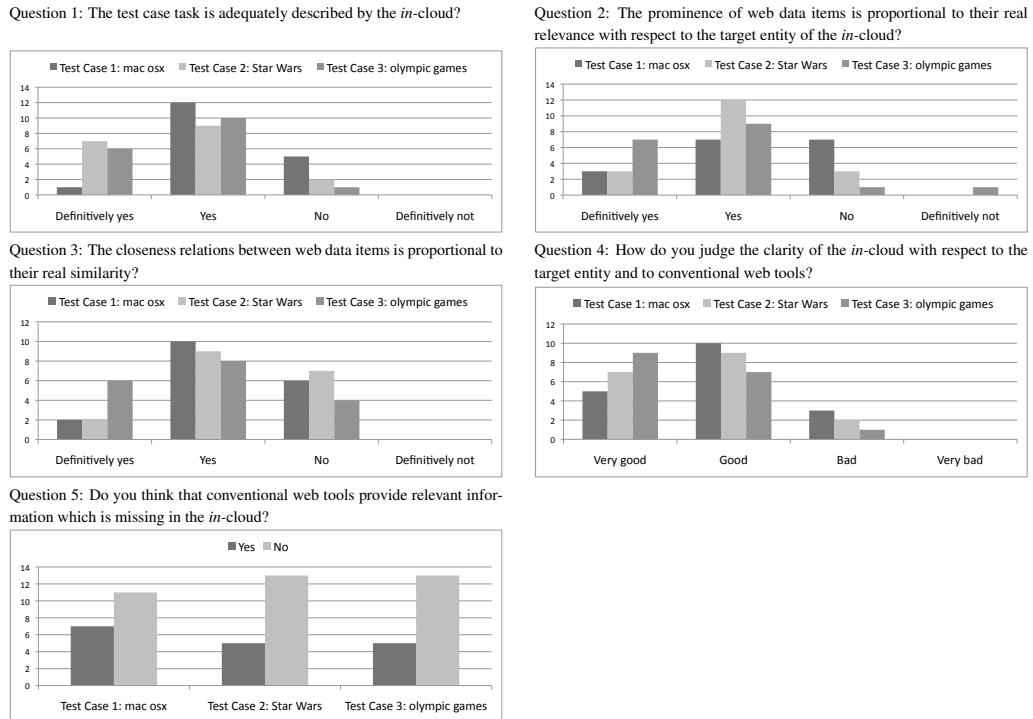 Question 1: The test case task is adequately described by the in-cloud?
Test Case 1: mac osx Test Case 2: Star Wars Test Case 3: olympic games
14
12
10
8
6
4
2
0
Definitively yes Yes No Definitively not
Question 2: The prominence of web data items is proportional to their real
relevance with respect to the target entity of the in-cloud?
Test Case 1: mac osx Test Case 2: Star Wars Test Case 3: olympic games
14
12
10
8
6
4
2
0
Definitively yes Yes No Definitively not
Question 3: The closeness relations between web data items is proportional to
their real similarity?
Test Case 1: mac osx Test Case 2: Star Wars Test Case 3: olympic games
12
10
8
6
4
2
0
Definitively yes Yes No Definitively not
Question 4: How do you judge the clarity of the in-cloud with respect to the
target entity and to conventional web tools?
Test Case 1: mac osx Test Case 2: Star Wars Test Case 3: olympic games
12
10
8
6
4
2
0
Very good Good Bad Very bad
Question 5: Do you think that conventional web tools provide relevant infor-
mation which is missing in the in-cloud?
Yes No
14
12
10
8
6
4
2
0
Test Case 1: mac osx Test Case 2: Star Wars Test Case 3: olympic games